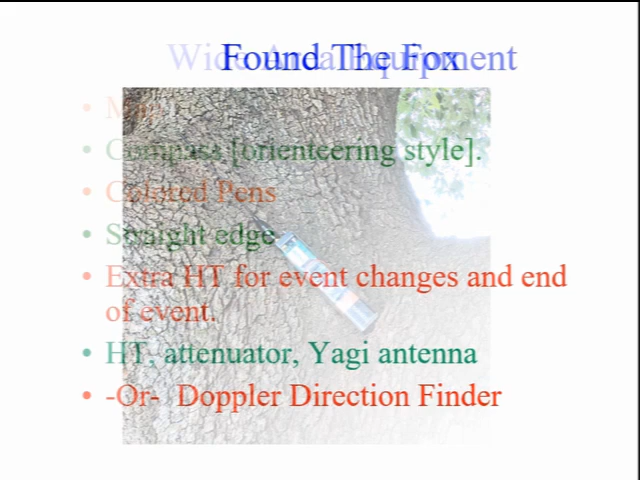 Found The Fox
Wide Area Equipment
• Map
• Compass [orienteering style].
• Colored Pens
• Straight edge
• Extra HT for event changes and end
of event.
• HT, attenuator, Yagi antenna
• -Or- Doppler Direction Finder